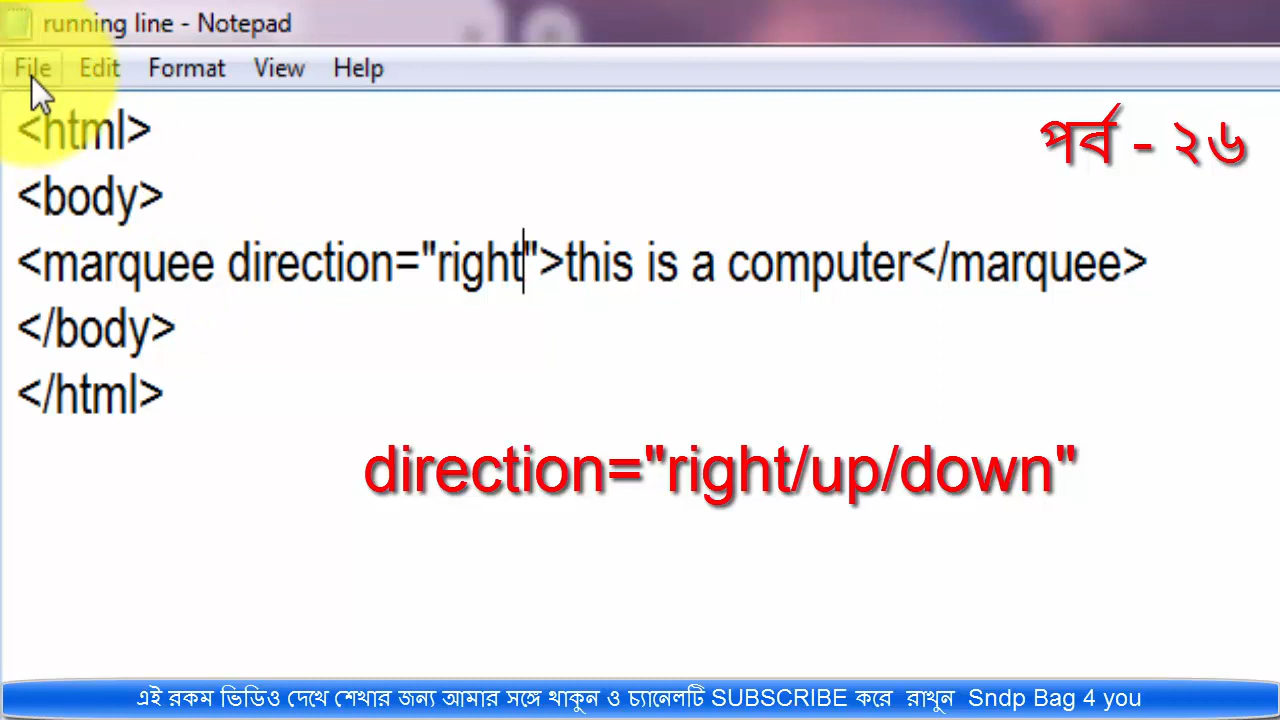 running line - Notepad
File Edit Format View Help
<html>
পর্ব - ২৬
<body>
<marquee direction="right">this is a computer</marquee>
</body>
</html>
direction="right/up/down"
এই রকম ভিডিও দেখে শেখার জন্য আমার সঙ্গে থাকুন ও চ্যানেলটি SUBSCRIBE করে রাখুন Sndp Bag 4 you